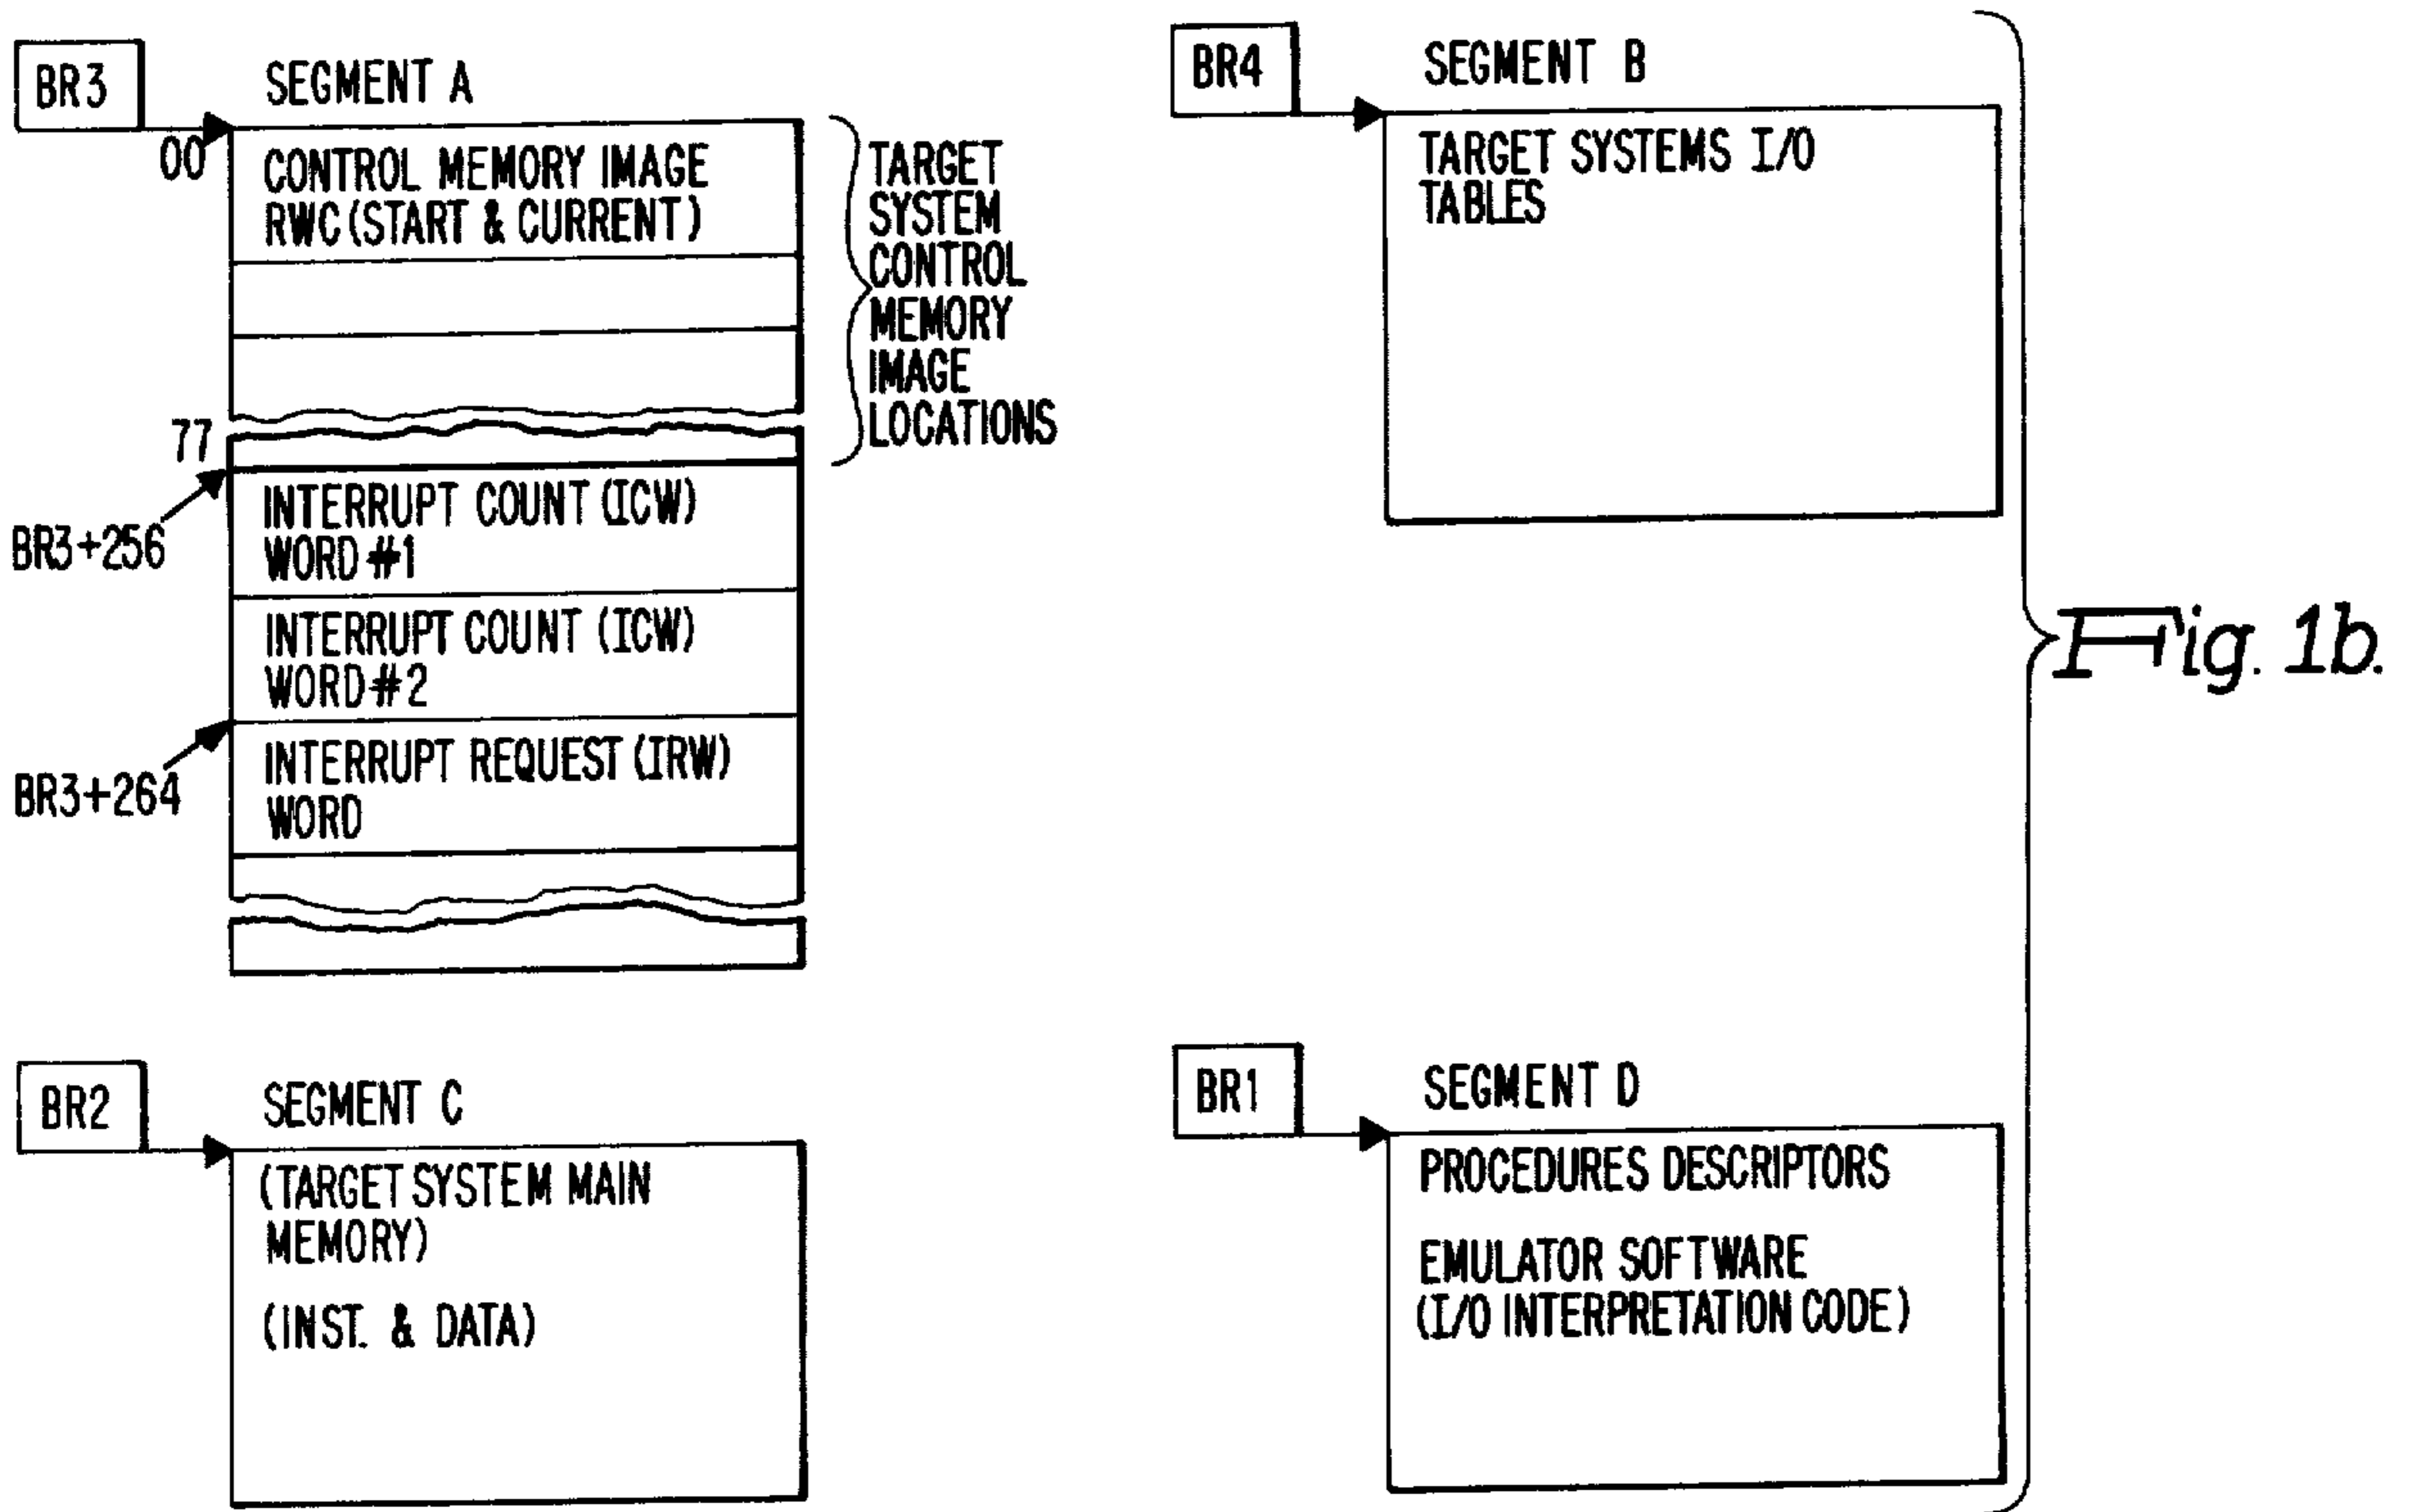 BR3
SEGMENT A
00
CONTROL MEMORY IMAGE
RWC (START & CURRENT)
TARGET
SYSTEM
CONTROL
MEMORY
IMAGE
LOCATIONS
77
BR3+256
INTERRUPT COUNT (ICW)
WORD #1
INTERRUPT COUNT (ICW)
WORD #2
BR3+264
INTERRUPT REQUEST (IRW)
WORD
BR4
SEGMENT B
TARGET SYSTEMS I/O
TABLES
BR2
SEGMENT C
(TARGET SYSTEM MAIN
MEMORY)
(INST. & DATA)
BR1
SEGMENT D
PROCEDURES DESCRIPTORS
EMULATOR SOFTWARE
(I/O INTERPRETATION CODE)
Fig. 1b.